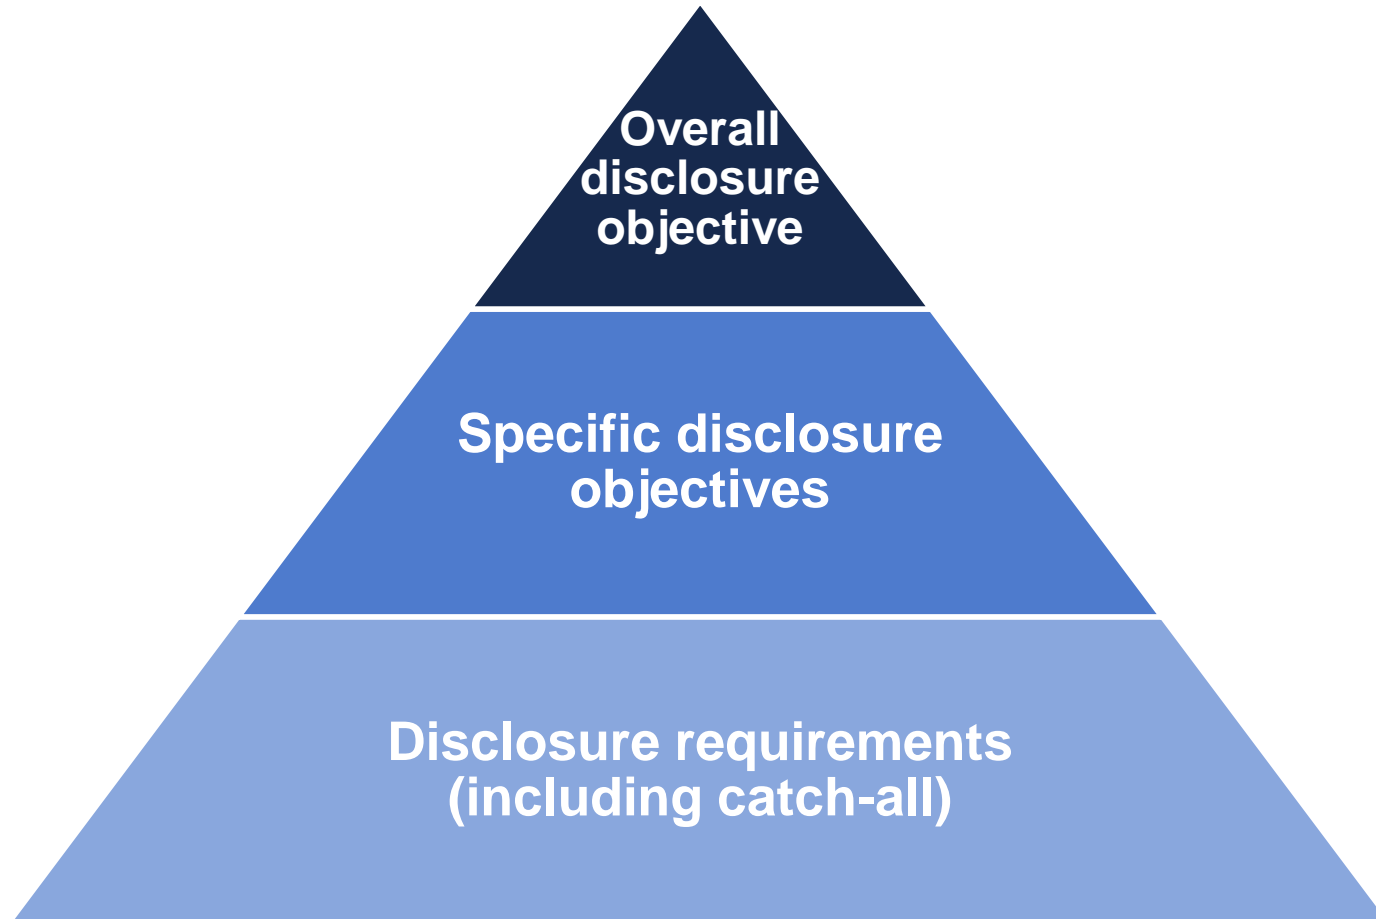 Overall
disclosure
objective
Specific disclosure
objectives
Disclosure requirements
(including catch-all)